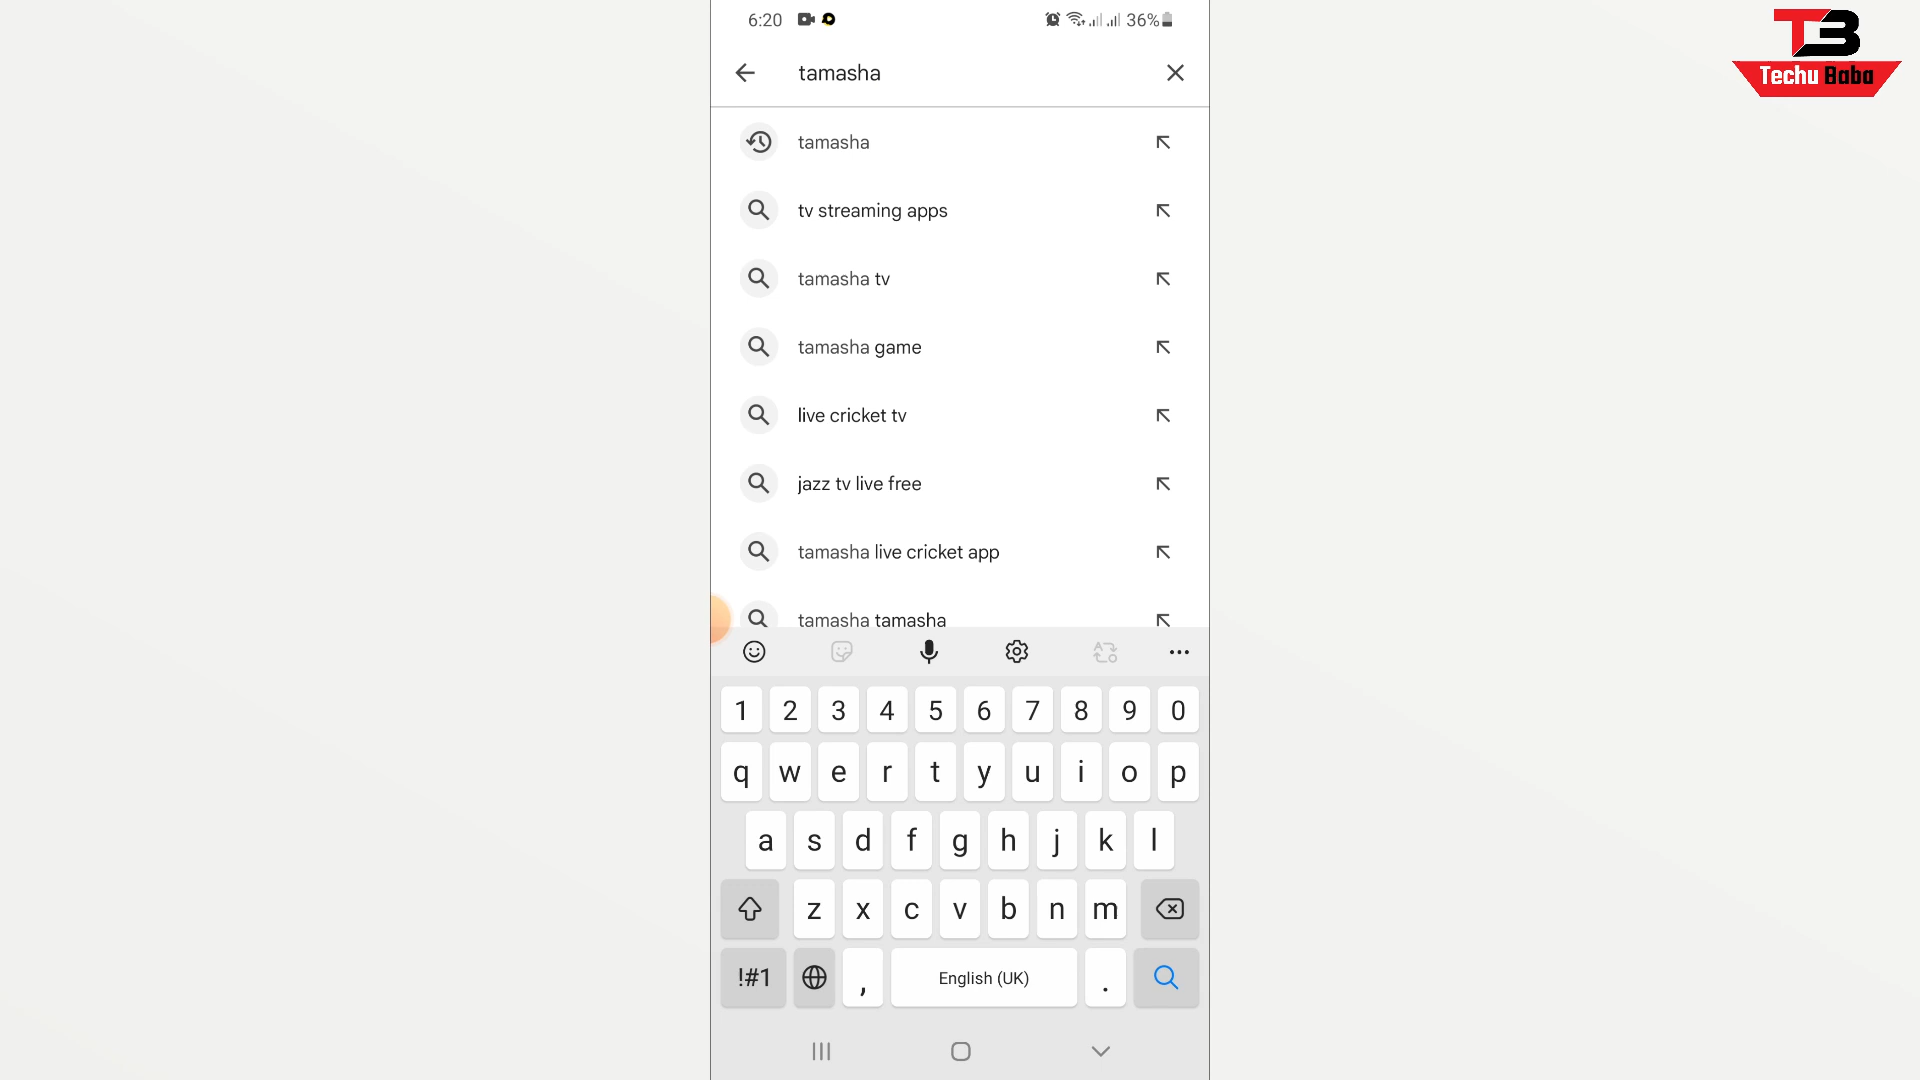 6:20
36%
TB
Techu Baba
tamasha
tamasha
tv streaming apps
tamasha tv
tamasha game
live cricket tv
jazz tv live free
tamasha live cricket app
tamasha tamasha
1 2 3 4 5 6 7 8 9 0
q w e r t y u i o p
a s d f g h j k l
z x c v b n m
!#1 , English (UK) .